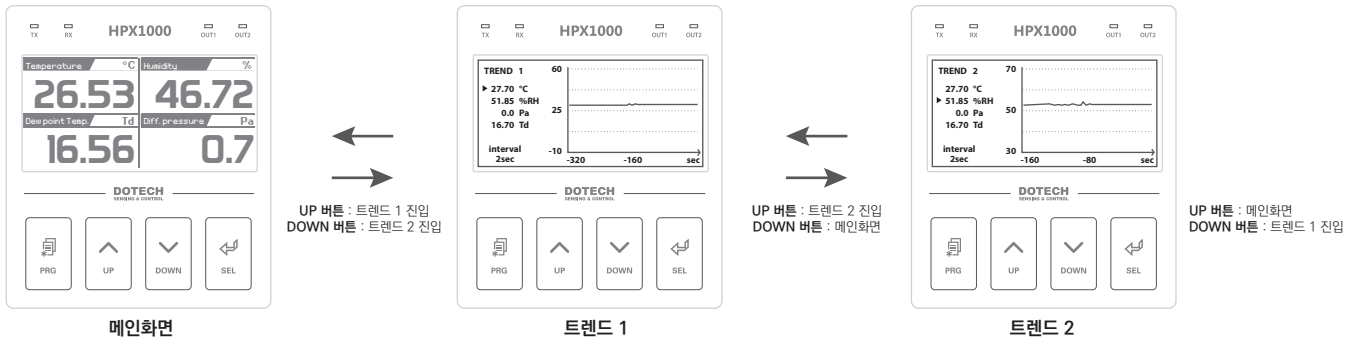 TX RX HPX1000 OUT1 OUT2
Temperature °C Humidity %
26.53 46.72
Dew point Temp. Td Diff. pressure Pa
16.56 0.7
DOTECH
SENSING & CONTROL
PRG UP DOWN SEL
메인화면
UP 버튼 : 트렌드 1 진입
DOWN 버튼 : 트렌드 2 진입
TX RX HPX1000 OUT1 OUT2
TREND 1 60
27.70 °C
51.85 %RH 25
0.0 Pa
16.70 Td
interval -10
2sec -320 -160 sec
DOTECH
SENSING & CONTROL
PRG UP DOWN SEL
트렌드 1
UP 버튼 : 트렌드 2 진입
DOWN 버튼 : 메인화면
TX RX HPX1000 OUT1 OUT2
TREND 2 70
27.70 °C
51.85 %RH 50
0.0 Pa
16.70 Td
interval 30
2sec -160 -80 sec
DOTECH
SENSING & CONTROL
PRG UP DOWN SEL
트렌드 2
UP 버튼 : 메인화면
DOWN 버튼 : 트렌드 1 진입